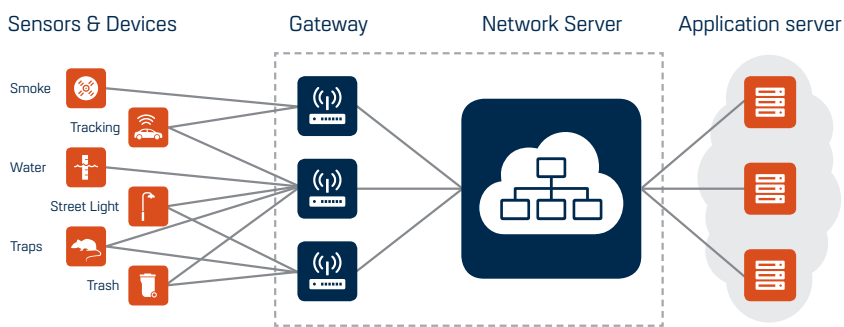 Sensors & Devices
Gateway
Network Server
Application server
Smoke
Tracking
Water
Street Light
Traps
Trash